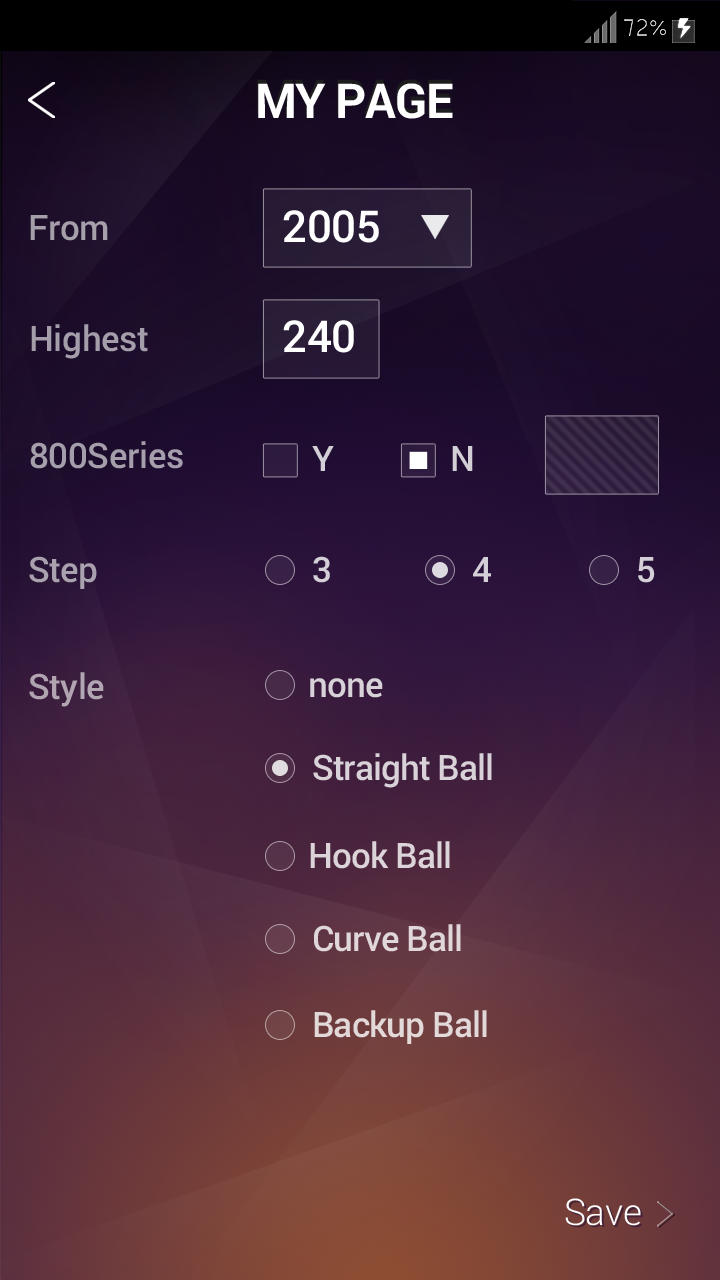 72%
MY PAGE
From 2005
Highest 240
800Series Y N
Step 3 4 5
Style none
Straight Ball
Hook Ball
Curve Ball
Backup Ball
Save